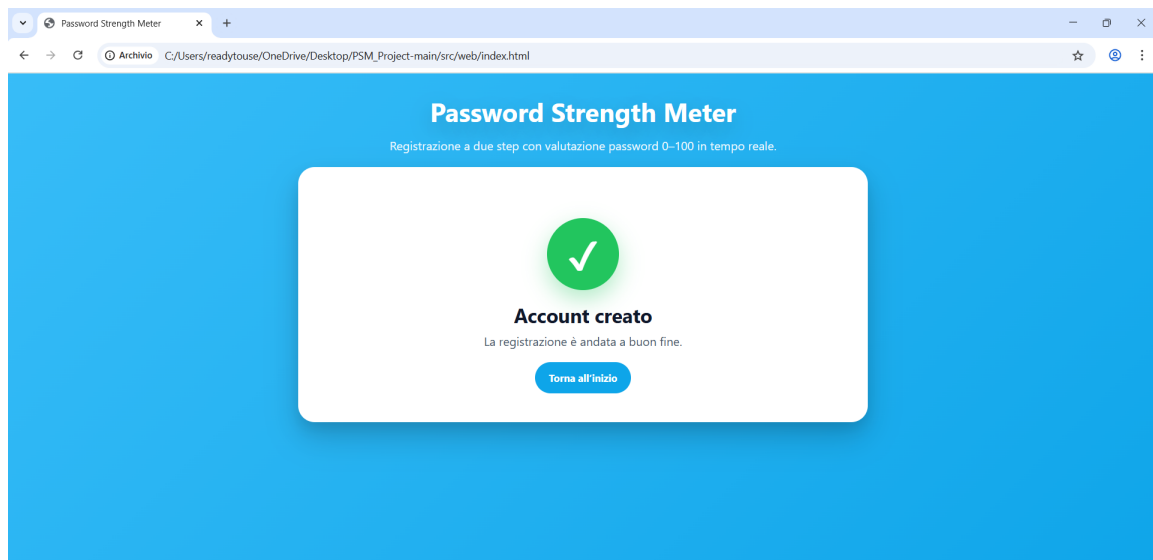 Password Strength Meter
Archivio C:/Users/readytouse/OneDrive/Desktop/PSM_Project-main/src/web/index.html
Password Strength Meter
Registrazione a due step con valutazione password 0–100 in tempo reale.
Account creato
La registrazione è andata a buon fine.
Torna all'inizio